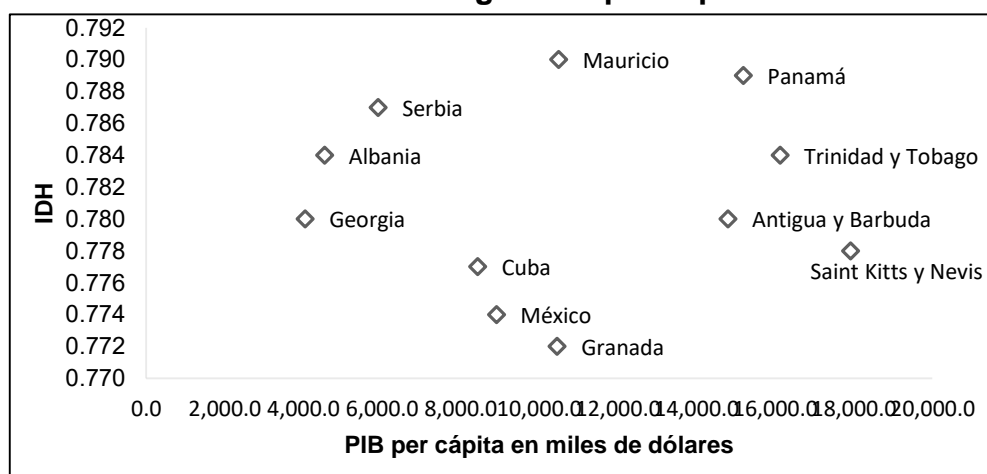 0.792
0.790
0.788
0.786
0.784
0.782
0.780
0.778
0.776
0.774
0.772
0.770
IDH
Mauricio
Panamá
Serbia
Albania
Trinidad y Tobago
Georgia
Antigua y Barbuda
Cuba
Saint Kitts y Nevis
México
Granada
0.0 2,000.0 4,000.0 6,000.0 8,000.0 10,000.0 12,000.0 14,000.0 16,000.0 18,000.0 20,000.0
PIB per cápita en miles de dólares